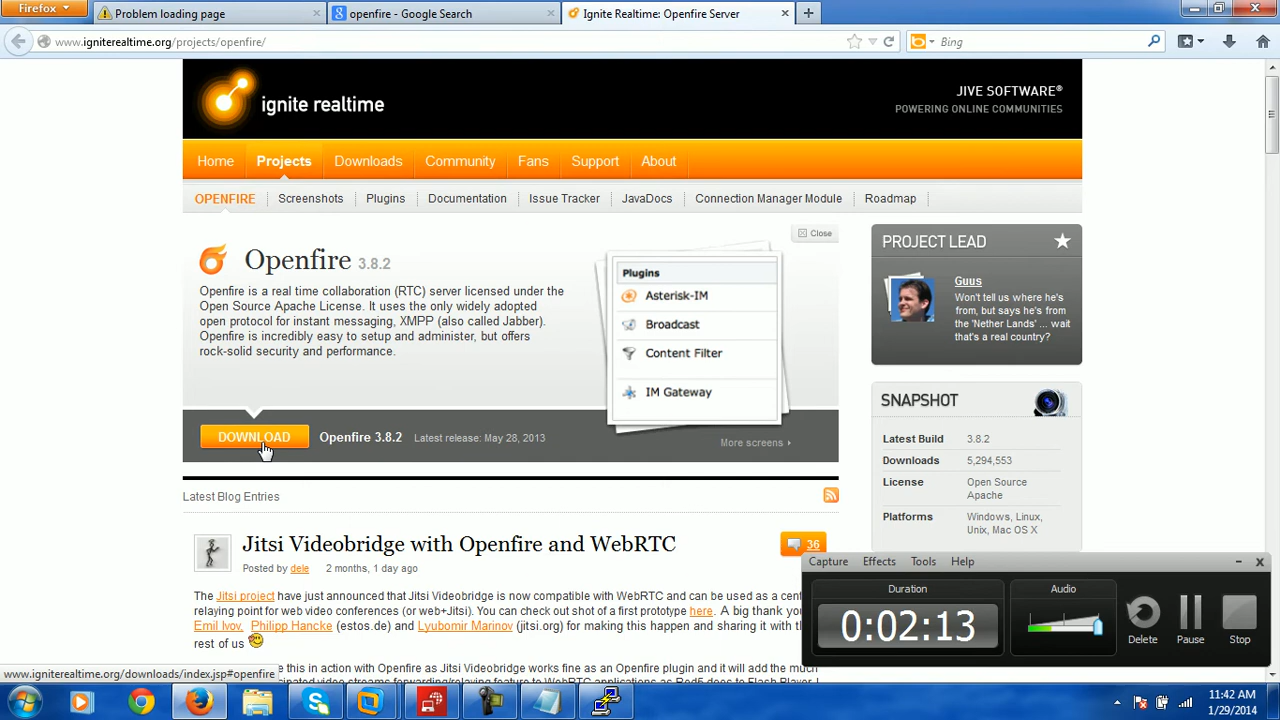 Firefox
Problem loading page
openfire - Google Search
Ignite Realtime: Openfire Server
www.igniterealtime.org/projects/openfire/
Bing
ignite realtime
JIVE SOFTWARE®
POWERING ONLINE COMMUNITIES
Home Projects Downloads Community Fans Support About
OPENFIRE Screenshots Plugins Documentation Issue Tracker JavaDocs Connection Manager Module Roadmap
Close
Openfire 3.8.2
Openfire is a real time collaboration (RTC) server licensed under the
Open Source Apache License. It uses the only widely adopted
open protocol for instant messaging, XMPP (also called Jabber).
Openfire is incredibly easy to setup and administer, but offers
rock-solid security and performance.
Plugins
Asterisk-IM
Broadcast
Content Filter
IM Gateway
DOWNLOAD
Openfire 3.8.2 Latest release: May 28, 2013
More screens
PROJECT LEAD
Guus
Won't tell us where he's
from, but says he's from
the 'Nether Lands' ... wait
that's a real country?
SNAPSHOT
Latest Build 3.8.2
Downloads 5,294,553
License Open Source
Apache
Platforms Windows, Linux,
Unix, Mac OS X
Latest Blog Entries
Jitsi Videobridge with Openfire and WebRTC
36
Posted by dele 2 months, 1 day ago
The Jitsi project have just announced that Jitsi Videobridge is now compatible with WebRTC and can be used as a cent
relaying point for web video conferences (or web+Jitsi). You can check out shot of a first prototype here. A big thank you
Emil Ivov, Philipp Hancke (estos.de) and Lyubomir Marinov (jitsi.org) for making this happen and sharing it with th
rest of us
e this in action with Openfire as Jitsi Videobridge works fine as an Openfire plugin and it will add the much
www.igniterealtime.org/downloads/index.jsp#openfire
Capture Effects Tools Help
Duration
0:02:13
Audio
Delete
Pause
Stop
11:42 AM
1/29/2014